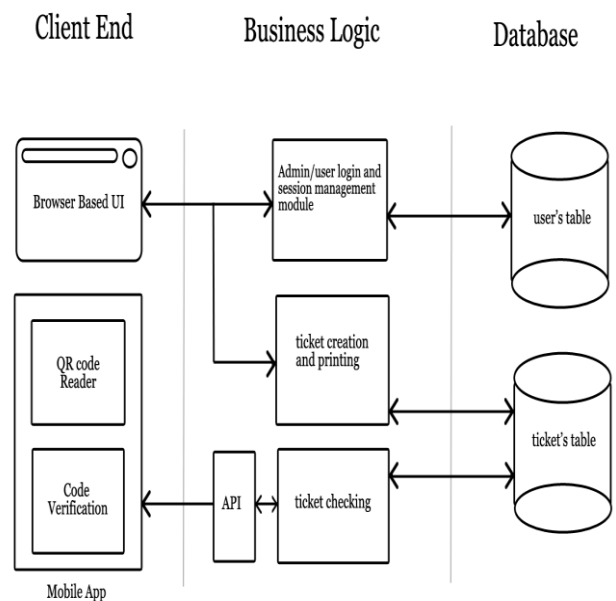 Client End
Business Logic
Database
Browser Based UI
Admin/user login and
session management
module
user's table
QR code
Reader
ticket creation
and printing
ticket's table
Code
Verification
API
ticket checking
Mobile App